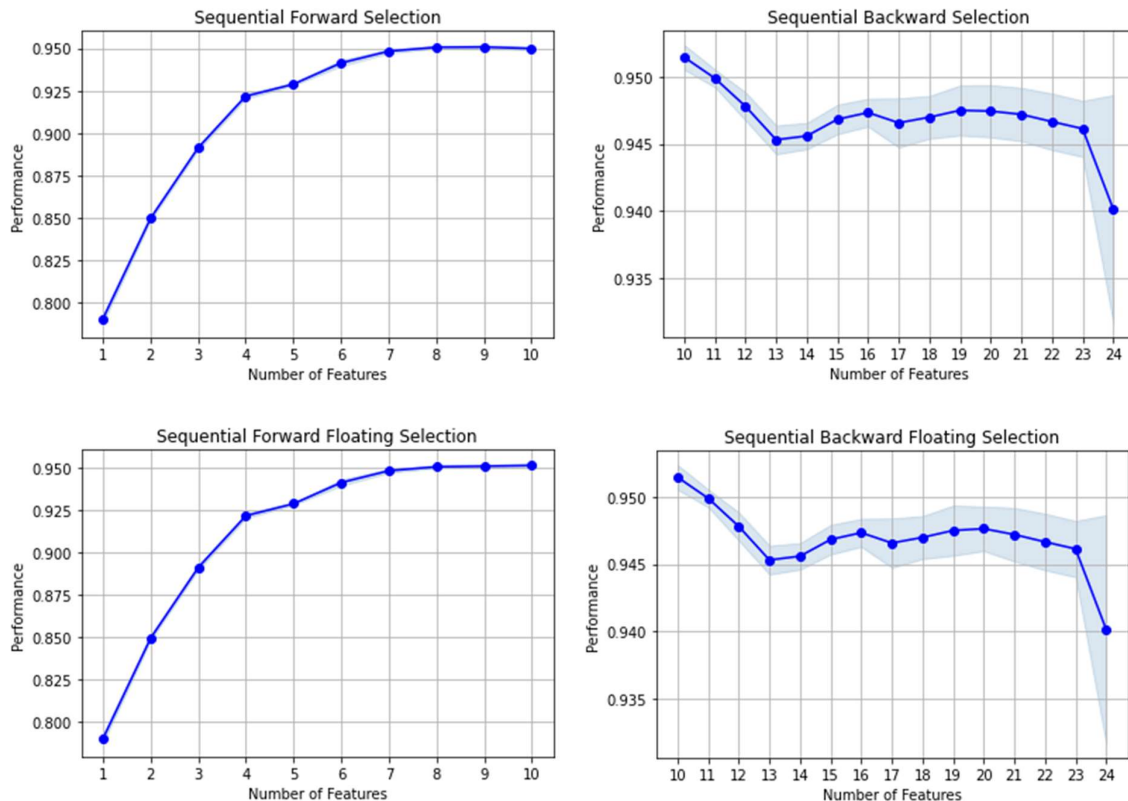 Sequential Forward Selection
0.950
0.925
0.900
0.875
0.850
0.825
0.800
Performance
1 2 3 4 5 6 7 8 9 10
Number of Features
Sequential Backward Selection
0.950
0.945
0.940
0.935
Performance
10 11 12 13 14 15 16 17 18 19 20 21 22 23 24
Number of Features
Sequential Forward Floating Selection
0.950
0.925
0.900
0.875
0.850
0.825
0.800
Performance
1 2 3 4 5 6 7 8 9 10
Number of Features
Sequential Backward Floating Selection
0.950
0.945
0.940
0.935
Performance
10 11 12 13 14 15 16 17 18 19 20 21 22 23 24
Number of Features